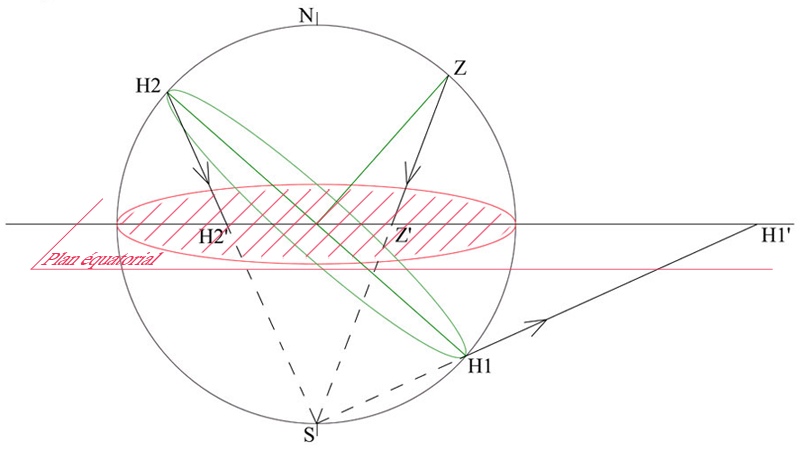 N
Z
H2
H2'
Z'
H1'
Plan équatorial
H1
S